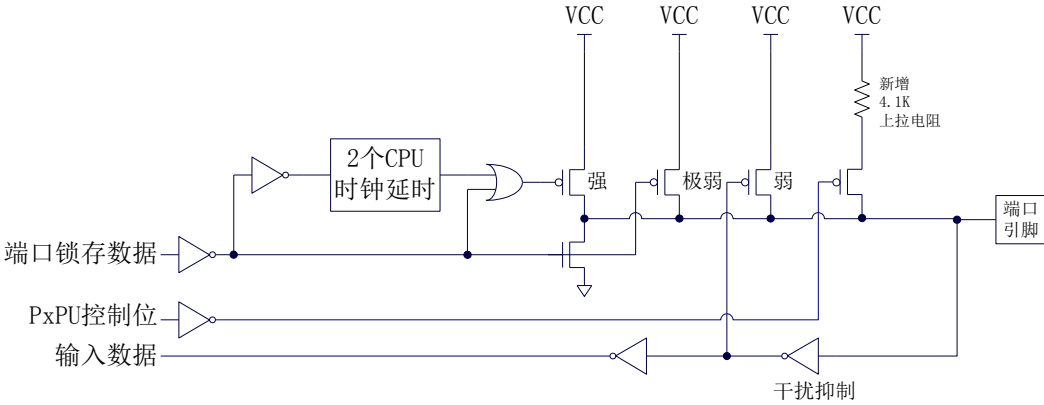 VCC
VCC
VCC
VCC
新增
4.1K
上拉电阻
2个CPU
时钟延时
强
极弱
弱
端口
引脚
端口锁存数据
PxPU控制位
输入数据
干扰抑制